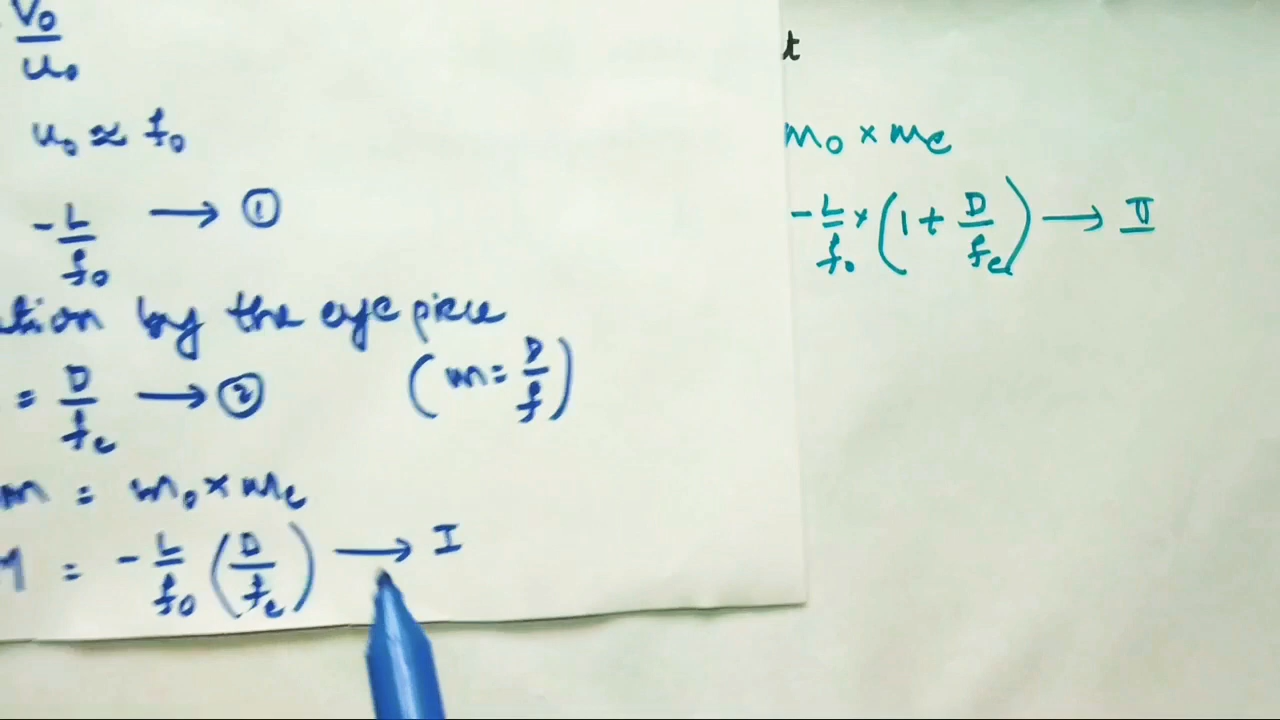 V₀/u₀
u₀ ≈ f₀
-L/f₀ → ①
tion by the eye piece
= D/fe → ② (m = D/f)
m = m₀ × me
M = -L/f₀ (D/fe) → I
t
m₀ × me
-L/f₀ × (1 + D/fe) → II